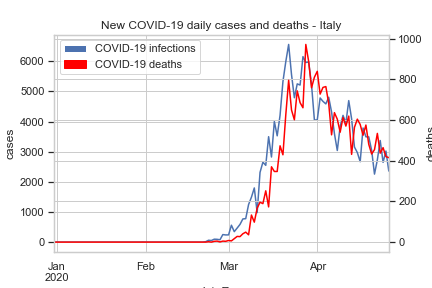 New COVID-19 daily cases and deaths - Italy
COVID-19 infections
COVID-19 deaths
cases
6000
5000
4000
3000
2000
1000
0
deaths
1000
800
600
400
200
0
Jan
2020
Feb
Mar
Apr